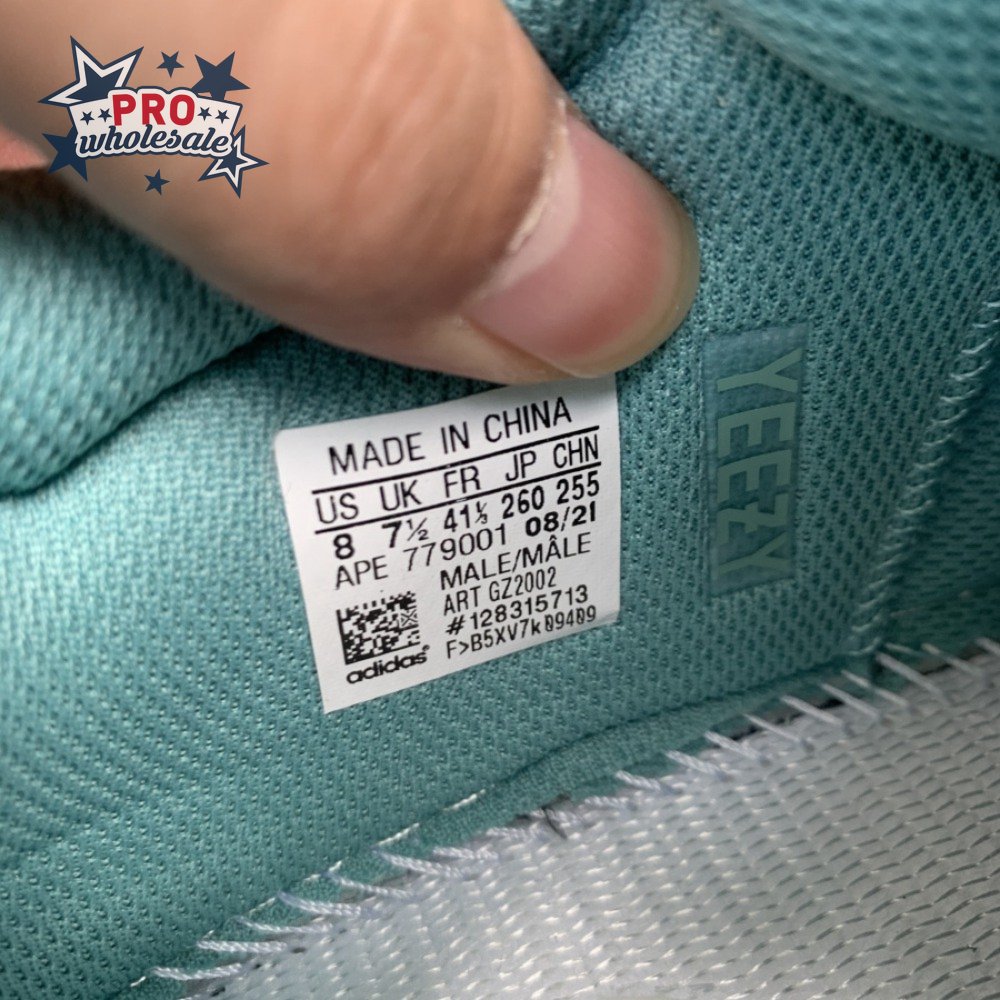 PRO
wholesale
MADE IN CHINA
US UK FR JP CHN
8 7½ 41⅓ 260 255
APE 779001 08/21
MALE/MÂLE
ART GZ2002
#128315713
F>B5XV7k09409
adidas
YEEZY